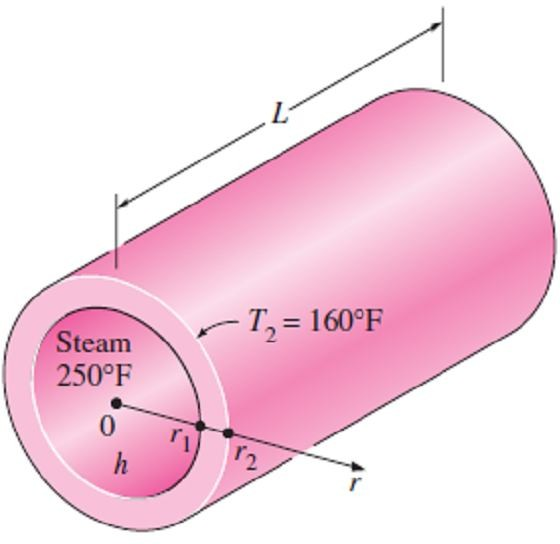 L
T₂ = 160°F
Steam
250°F
0
r₁
r₂
h
r